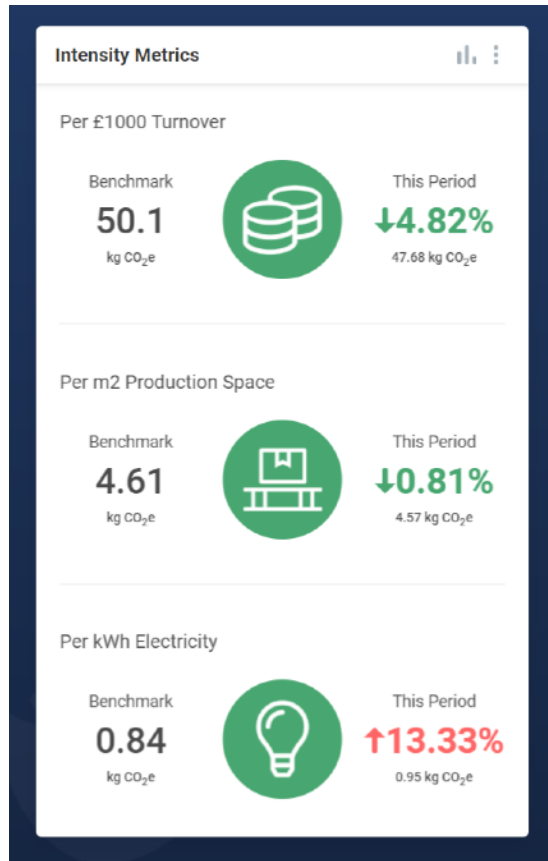 Intensity Metrics
Per £1000 Turnover
Benchmark
50.1
kg CO₂e
This Period
↓4.82%
47.68 kg CO₂e
Per m2 Production Space
Benchmark
4.61
kg CO₂e
This Period
↓0.81%
4.57 kg CO₂e
Per kWh Electricity
Benchmark
0.84
kg CO₂e
This Period
↑13.33%
0.95 kg CO₂e